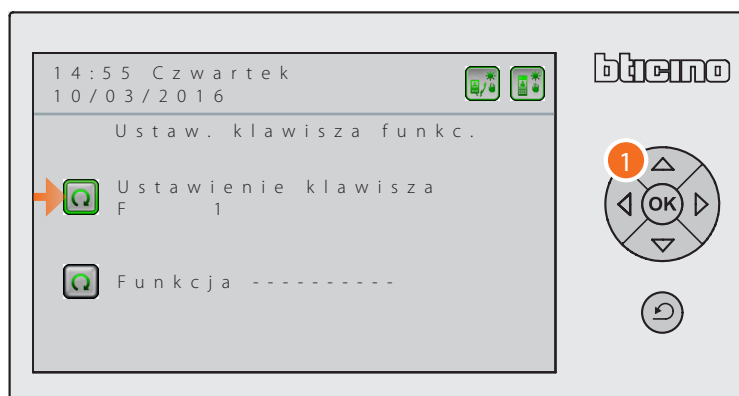 14:55 Czwartek
10/03/2016
Ustaw. klawisza funkc.
Ustawienie klawisza
F 1
Funkcja ----------
bticino
1
OK